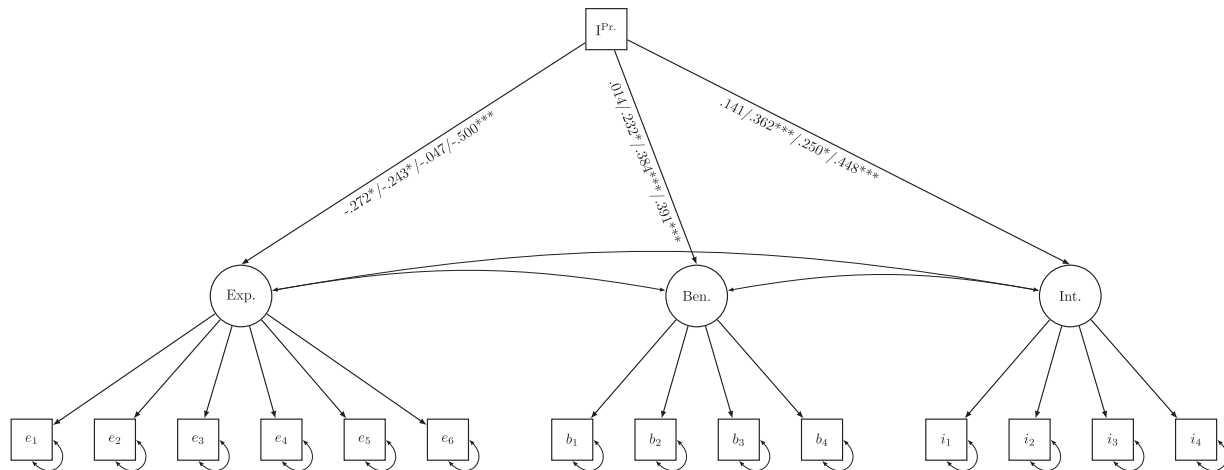 I^Pr.
-.272*/-.243*/-.047/-.500***
.014/.232*/.384***/.391***
.141/.362***/.250*/.448***
Exp.
Ben.
Int.
e1
e2
e3
e4
e5
e6
b1
b2
b3
b4
i1
i2
i3
i4